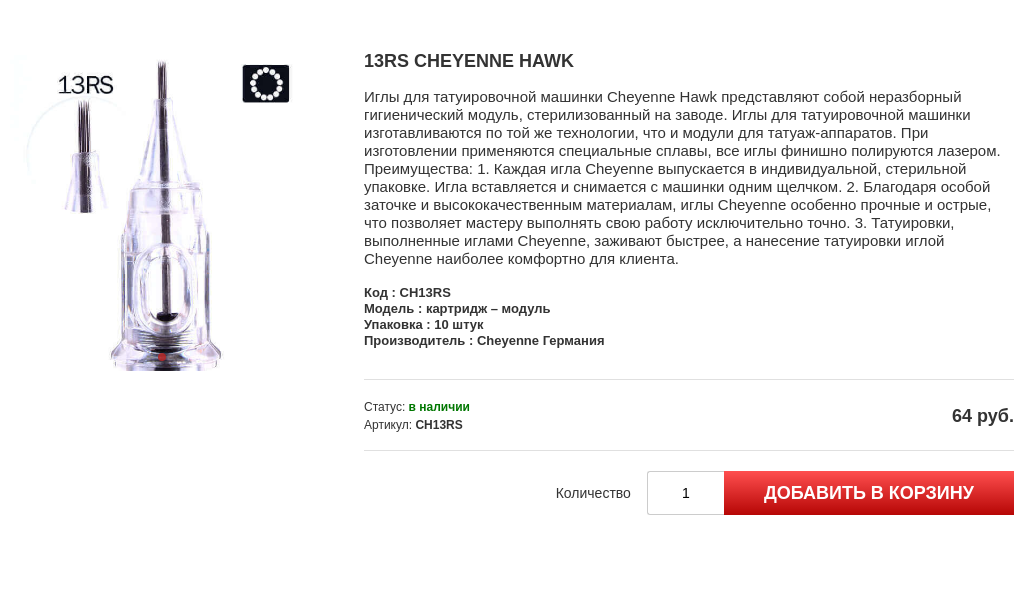 13RS
13RS CHEYENNE HAWK
Иглы для татуировочной машинки Cheyenne Hawk представляют собой неразборный
гигиенический модуль, стерилизованный на заводе. Иглы для татуировочной машинки
изготавливаются по той же технологии, что и модули для татуаж-аппаратов. При
изготовлении применяются специальные сплавы, все иглы финишно полируются лазером.
Преимущества: 1. Каждая игла Cheyenne выпускается в индивидуальной, стерильной
упаковке. Игла вставляется и снимается с машинки одним щелчком. 2. Благодаря особой
заточке и высококачественным материалам, иглы Cheyenne особенно прочные и острые,
что позволяет мастеру выполнять свою работу исключительно точно. 3. Татуировки,
выполненные иглами Cheyenne, заживают быстрее, а нанесение татуировки иглой
Cheyenne наиболее комфортно для клиента.
Код : CH13RS
Модель : картридж – модуль
Упаковка : 10 штук
Производитель : Cheyenne Германия
Статус: в наличии
Артикул: CH13RS
64 руб.
Количество 1 ДОБАВИТЬ В КОРЗИНУ